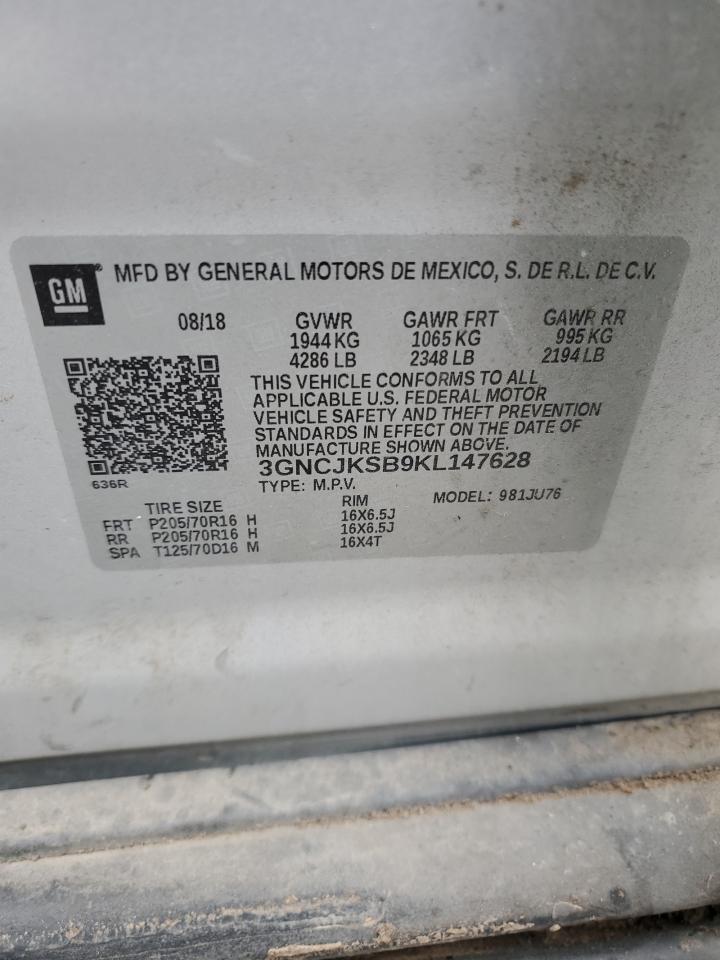 GM MFD BY GENERAL MOTORS DE MEXICO, S. DE R.L. DE C.V.
08/18 GVWR GAWR FRT GAWR RR
1944 KG 1065 KG 995 KG
4286 LB 2348 LB 2194 LB
THIS VEHICLE CONFORMS TO ALL
APPLICABLE U.S. FEDERAL MOTOR
VEHICLE SAFETY AND THEFT PREVENTION
STANDARDS IN EFFECT ON THE DATE OF
MANUFACTURE SHOWN ABOVE.
3GNCJKSB9KL147628
636R TYPE: M.P.V. MODEL: 981JU76
TIRE SIZE RIM
FRT P205/70R16 H 16X6.5J
RR P205/70R16 H 16X6.5J
SPA T125/70D16 M 16X4T